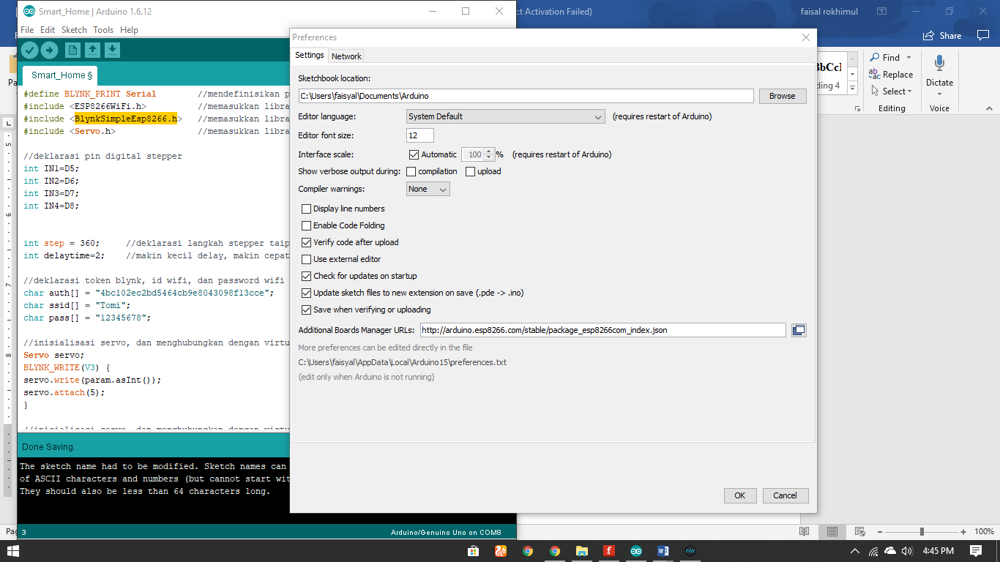 Smart_Home | Arduino 1.6.12
ct Activation Failed)
faisal rokhimul
File Edit Sketch Tools Help
Share
Preferences
Settings
Network
Find
Replace
Select
Editing
Dictate
Voice
ding 4
Smart_Home §
#define BLYNK_PRINT Serial //mendefinisikan p
#include <ESP8266WiFi.h> //memasukkan libra
#include <BlynkSimpleEsp8266.h> //memasukkan libra
#include <Servo.h> //memasukkan libra
//deklarasi pin digital stepper
int IN1=D5;
int IN2=D6;
int IN3=D7;
int IN4=D8;
int step = 360; //deklarasi langkah stepper taip
int delaytime=2; //makin kecil delay, makin cepat
//deklarasi token blynk, id wifi, dan password wifi
char auth[] = "4bc102ec2bd5464cb9e8043098f13cce";
char ssid[] = "Tomi";
char pass[] = "12345678";
//inisialisasi servo, dan menghubungkan dengan virtu
Servo servo;
BLYNK_WRITE(V3) {
servo.write(param.asInt());
servo.attach(5);
}
//inisialisasi servo, dan menghubungkan dengan virtu
Done Saving.
The sketch name had to be modified. Sketch names can
of ASCII characters and numbers (but cannot start wit
They should also be less than 64 characters long.
3
Arduino/Genuino Uno on COM8
Sketchbook location:
C:\Users\faisyal\Documents\Arduino
Browse
Editor language: System Default (requires restart of Arduino)
Editor font size: 12
Interface scale: Automatic 100 % (requires restart of Arduino)
Show verbose output during: compilation upload
Compiler warnings: None
Display line numbers
Enable Code Folding
Verify code after upload
Use external editor
Check for updates on startup
Update sketch files to new extension on save (.pde -> .ino)
Save when verifying or uploading
Additional Boards Manager URLs: http://arduino.esp8266.com/stable/package_esp8266com_index.json
More preferences can be edited directly in the file
C:\Users\faisyal\AppData\Local\Arduino15\preferences.txt
(edit only when Arduino is not running)
OK
Cancel
100%
4:45 PM